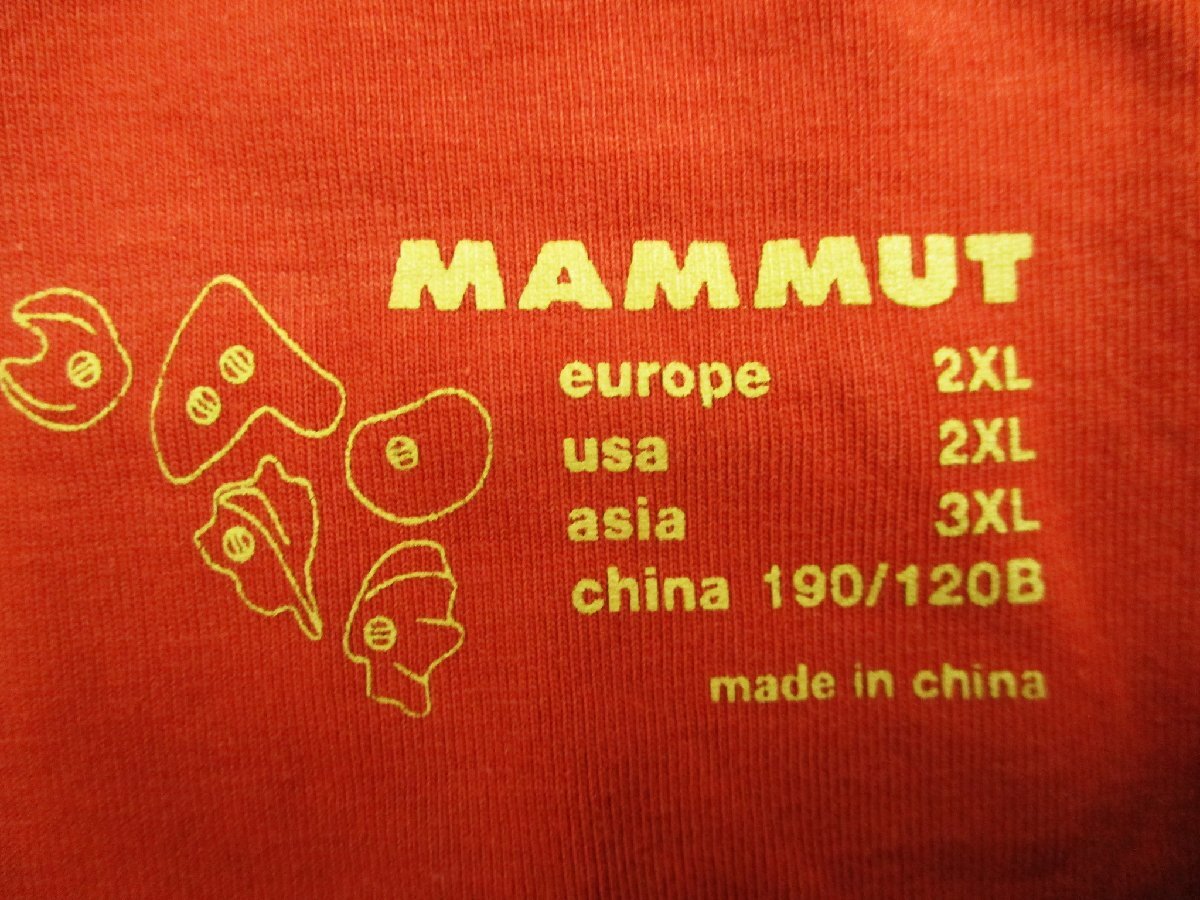 MAMMUT
europe 2XL
usa 2XL
asia 3XL
china 190/120B
made in china